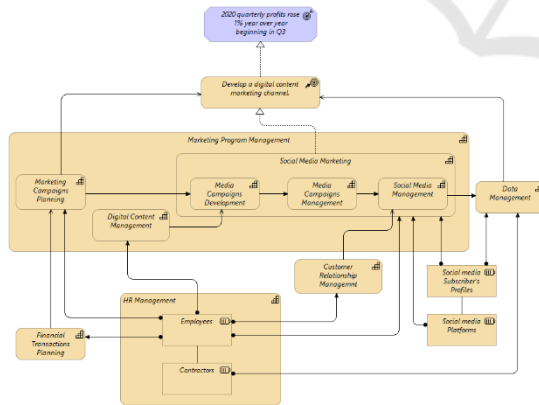 2020 quarterly profits rose
1% year over year
beginning in Q3
Develop a digital content
marketing channel.
Marketing Program Management
Social Media Marketing
Marketing
Campaigns
Planning
Media
Campaigns
Development
Media
Campaigns
Management
Social Media
Management
Data
Management
Digital Content
Management
Customer
Relationship
Managemnt
Social media
Subscriber's
Profiles
HR Management
Employees
Social media
Platforms
Financial
Transactions
Planning
Contractors